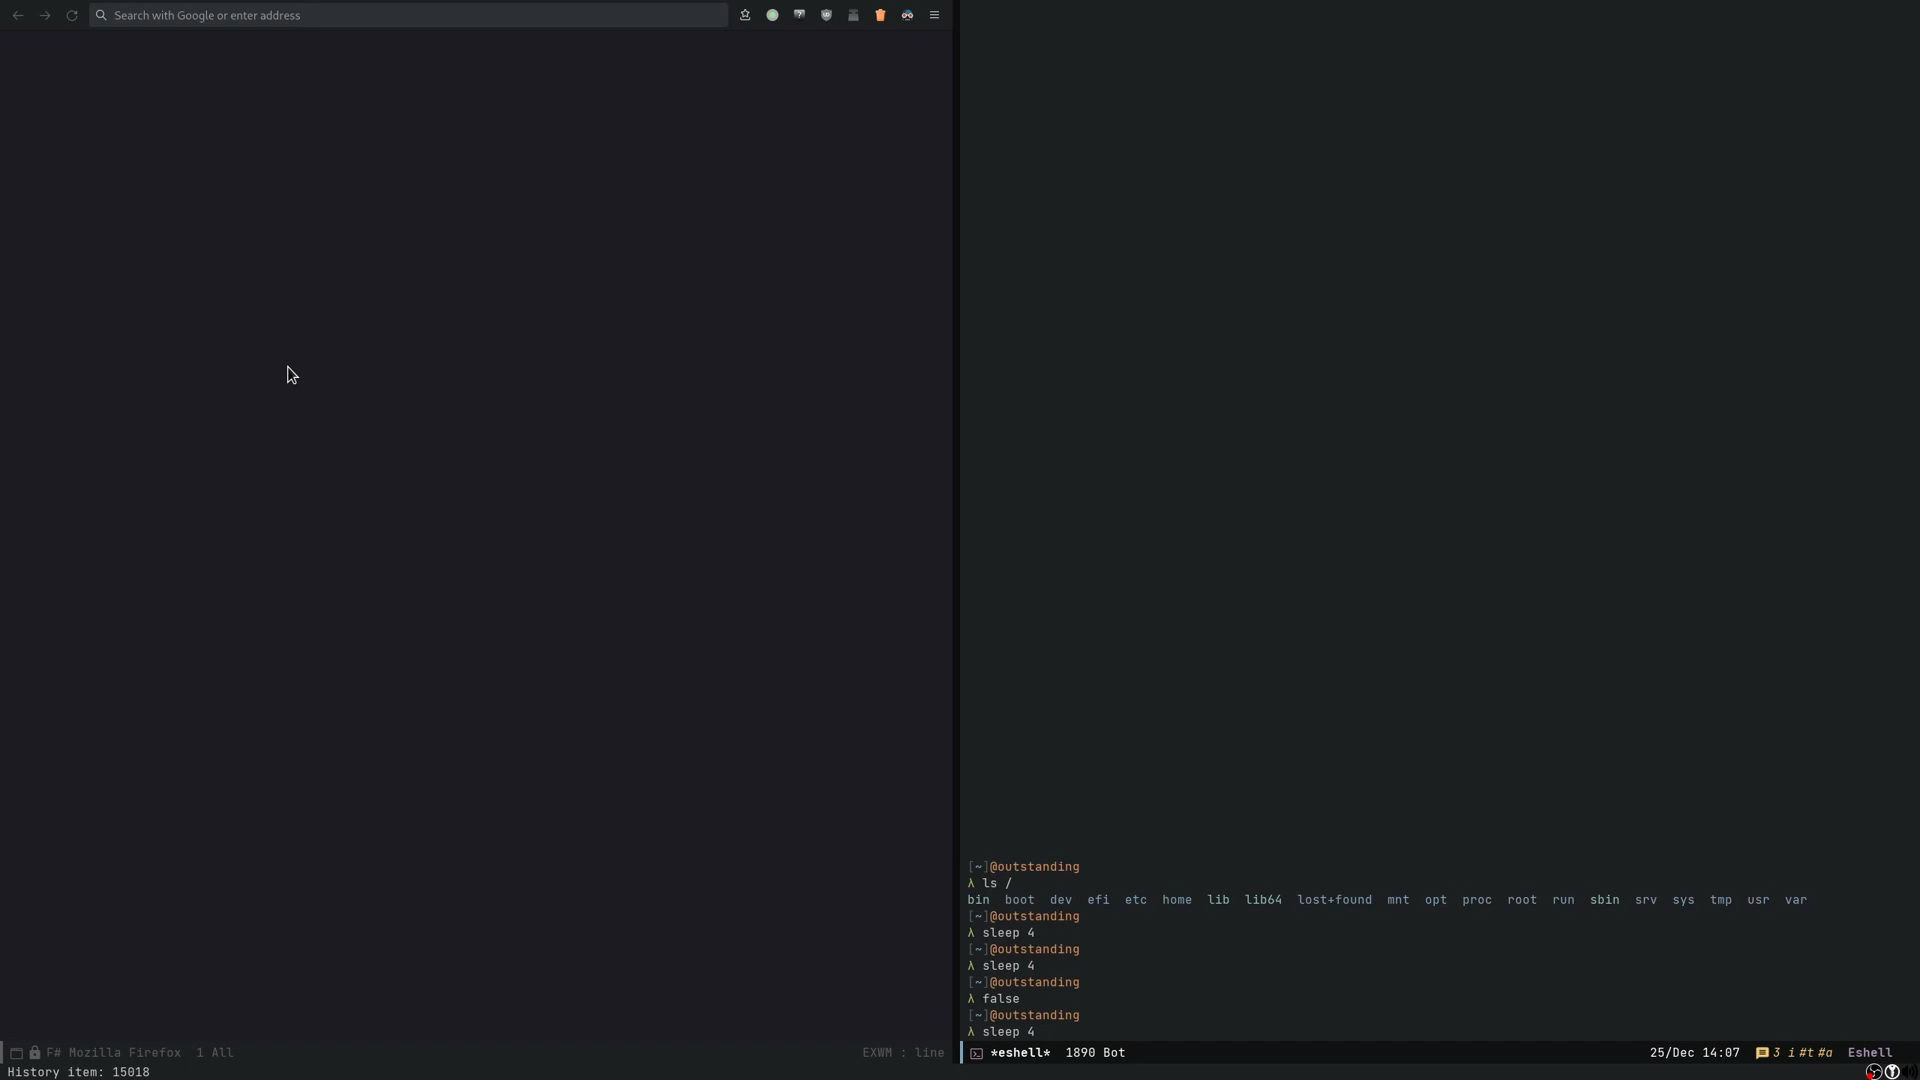 Search with Google or enter address
[~]@outstanding
λ ls /
bin boot dev efi etc home lib lib64 lost+found mnt opt proc root run sbin srv sys tmp usr var
[~]@outstanding
λ sleep 4
[~]@outstanding
λ sleep 4
[~]@outstanding
λ false
[~]@outstanding
λ sleep 4
F# Mozilla Firefox 1 All EXWM : line
*eshell* 1890 Bot 25/Dec 14:07 3 i #t #a Eshell
History item: 15018